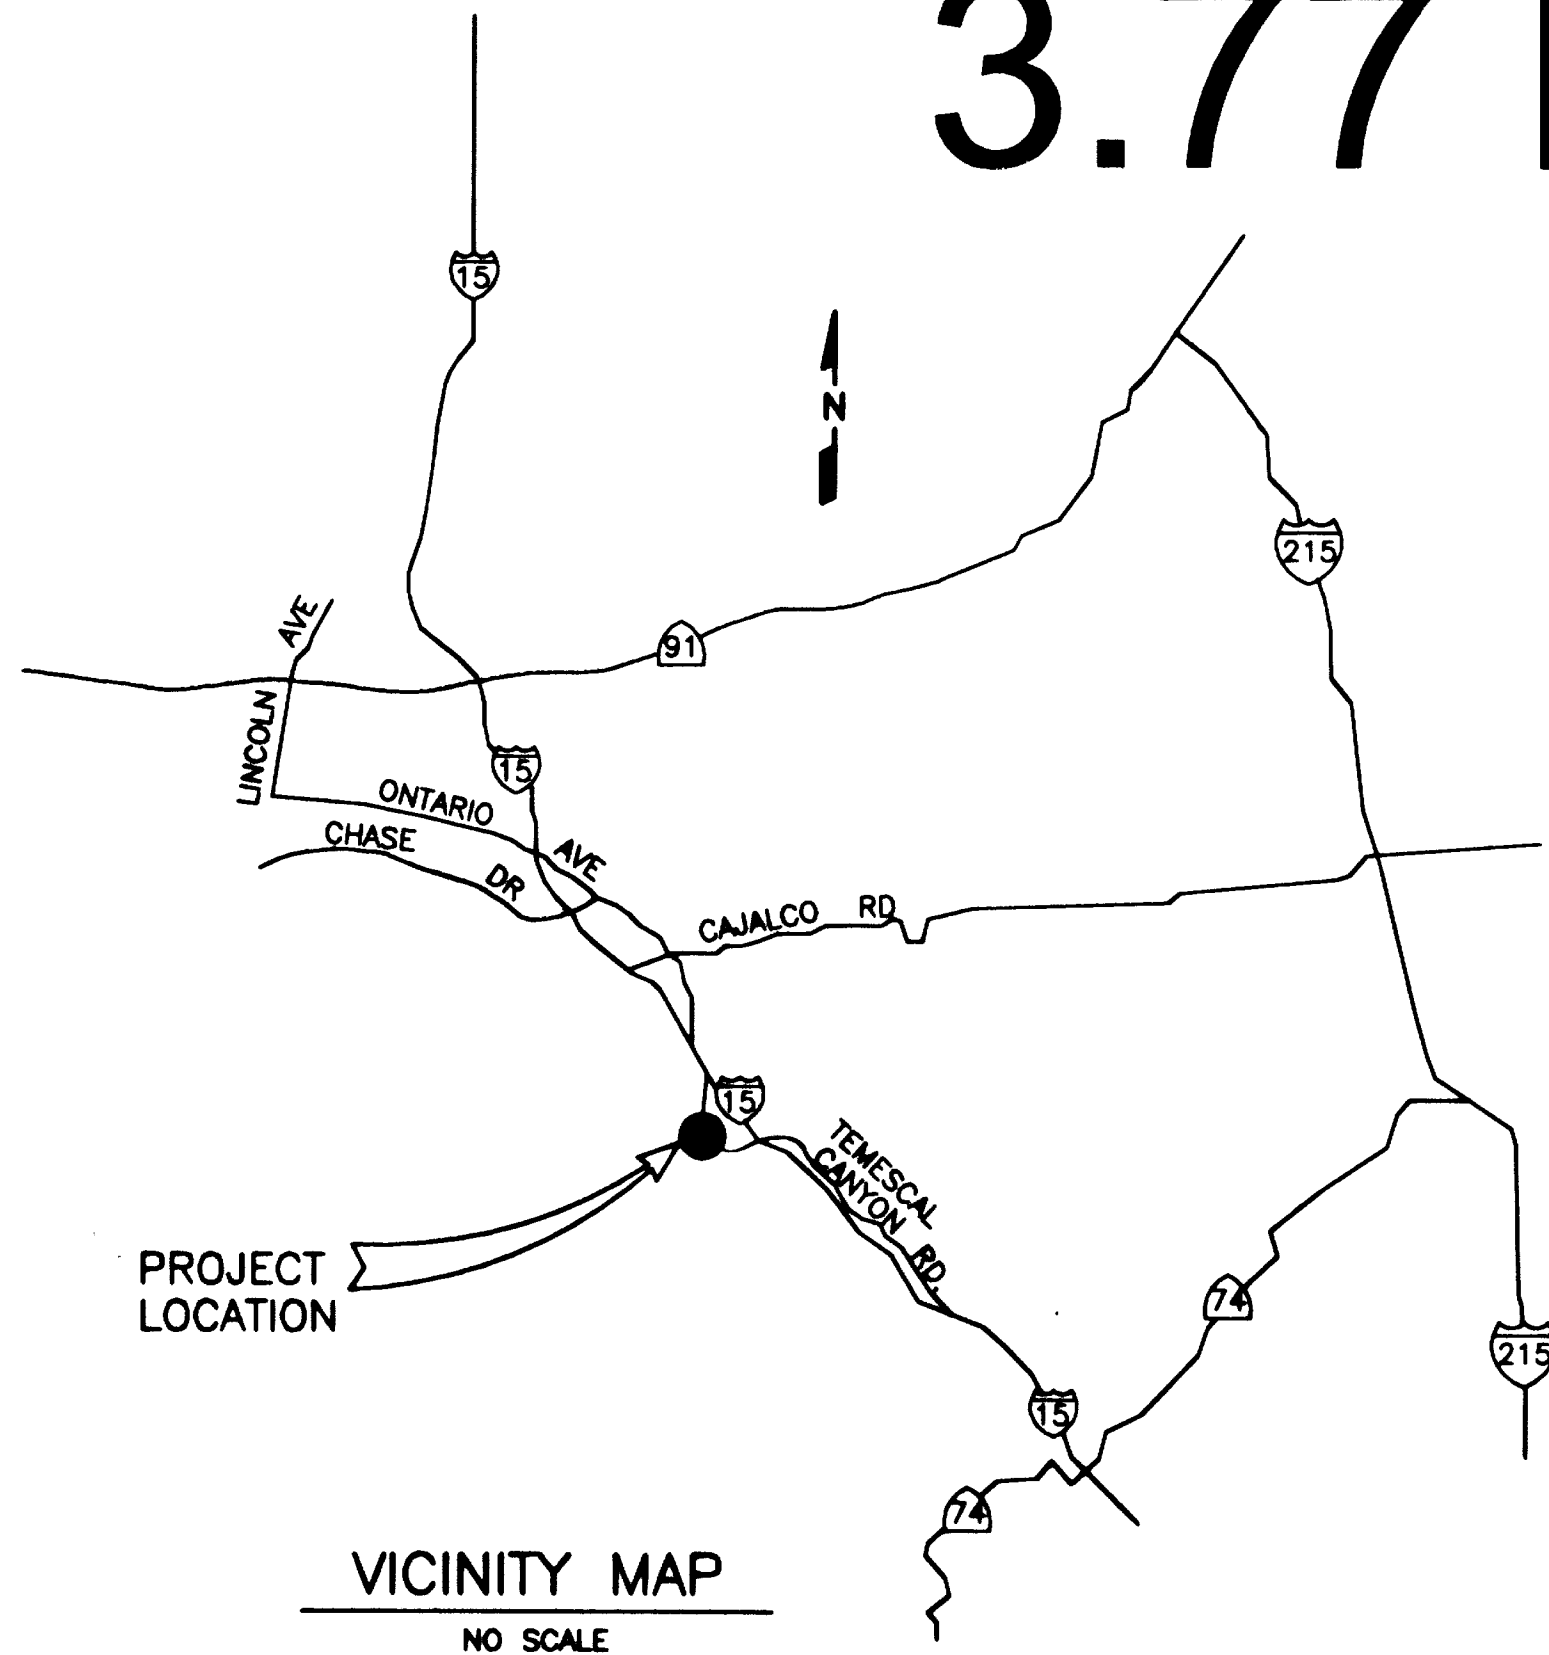 3.77
15
N
215
91
AVE
LINCOLN
15
ONTARIO
AVE
CHASE
DR
CAJALCO RD
15
TEMESCAL
CANYON
RD.
PROJECT
LOCATION
74
215
15
74
VICINITY MAP
NO SCALE